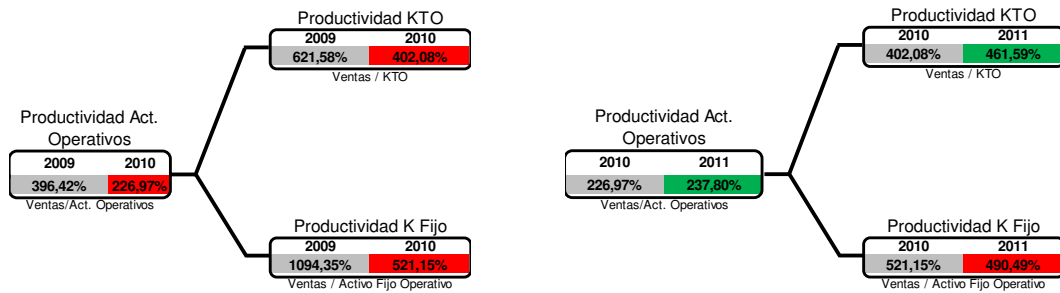 Productividad KTO
2009 2010
621,58% 402,08%
Ventas / KTO
Productividad Act.
Operativos
2009 2010
396,42% 226,97%
Ventas/Act. Operativos
Productividad K Fijo
2009 2010
1094,35% 521,15%
Ventas / Activo Fijo Operativo
Productividad KTO
2010 2011
402,08% 461,59%
Ventas / KTO
Productividad Act.
Operativos
2010 2011
226,97% 237,80%
Ventas/Act. Operativos
Productividad K Fijo
2010 2011
521,15% 490,49%
Ventas / Activo Fijo Operativo